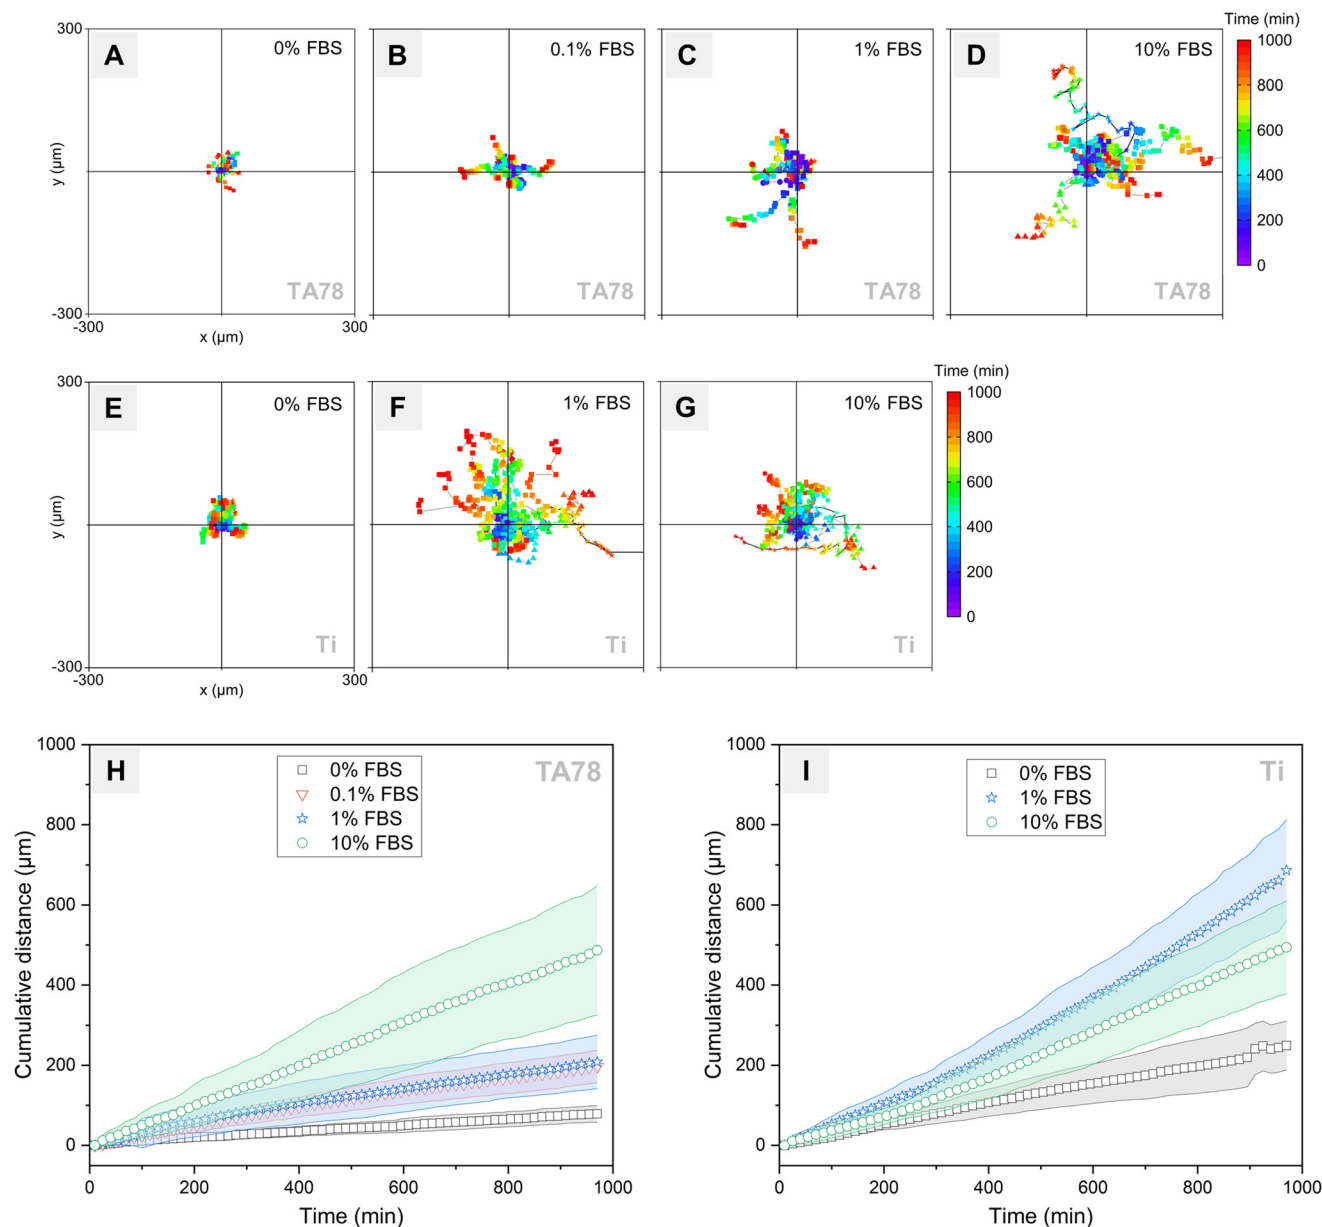 A
0% FBS
TA78
300
-300
y (µm)
-300
300
x (µm)
B
0.1% FBS
TA78
C
1% FBS
TA78
D
10% FBS
TA78
Time (min)
1000
800
600
400
200
0
E
0% FBS
Ti
300
-300
y (µm)
-300
300
x (µm)
F
1% FBS
Ti
G
10% FBS
Ti
Time (min)
1000
800
600
400
200
0
H
TA78
0% FBS
0.1% FBS
1% FBS
10% FBS
Cumulative distance (µm)
1000
800
600
400
200
0
0
200
400
600
800
1000
Time (min)
I
Ti
0% FBS
1% FBS
10% FBS
Cumulative distance (µm)
1000
800
600
400
200
0
0
200
400
600
800
1000
Time (min)